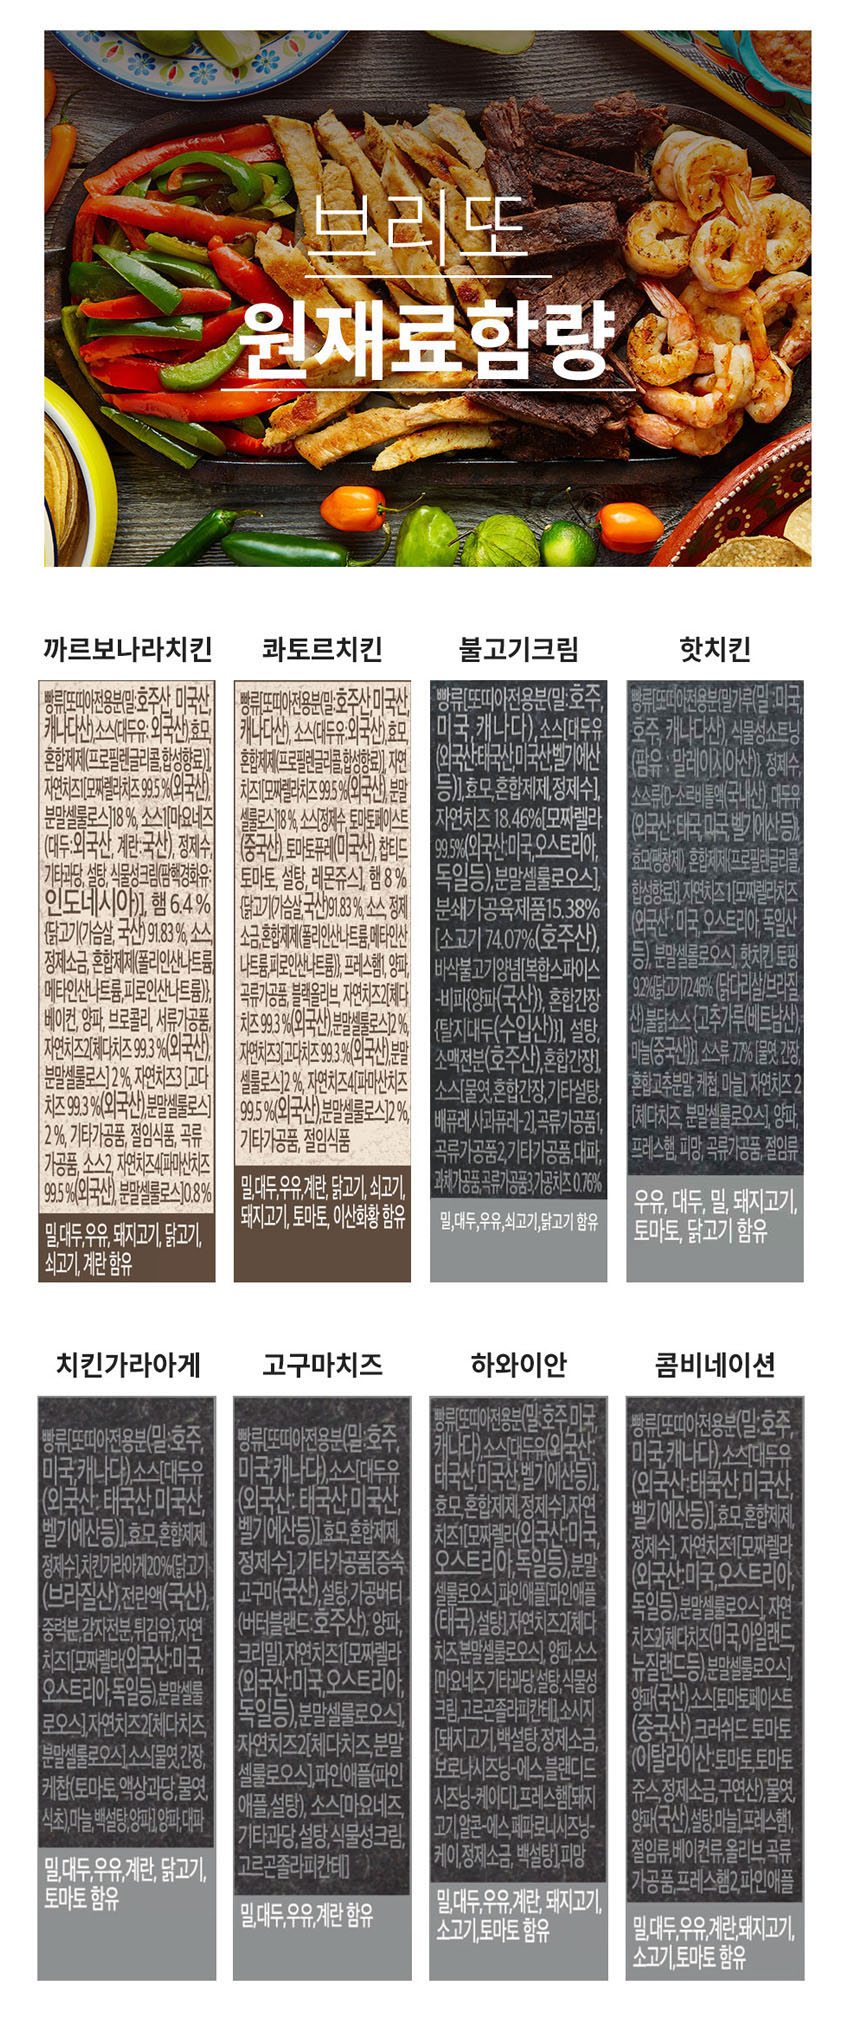 브리또
원재료함량
까르보나라치킨
빵류[또띠아전용분(밀:호주산, 미국산,
캐나다산), 소스(대두유: 외국산),효모,
혼합제제(프로필렌글리콜,합성향료)],
자연치즈1[모짜렐라치즈 99.5%(외국산),
분말셀룰로스]18 %, 소스1[마요네즈
(대두:외국산, 계란: 국산), 정제수,
기타과당, 설탕, 식물성크림(팜핵경화유:
인도네시아)], 햄 6.4 %
{닭고기(가슴살, 국산) 91.83 %, 소스,
정제소금, 혼합제제(폴리인산나트륨,
메타인산나트륨,피로인산나트륨)},
베이컨, 양파, 브로콜리, 서류가공품,
자연치즈2[체다치즈 99.3 %(외국산),
분말셀룰로스] 2 %, 자연치즈3 [고다
치즈 99.3 %(외국산),분말셀룰로스]
2 %, 기타가공품, 절임식품, 곡류
가공품, 소스2, 자연치즈4[파마산치즈
99.5 %(외국산), 분말셀룰로스]0.8%
밀,대두,우유, 돼지고기, 닭고기,
쇠고기, 계란 함유
콰토르치킨
빵류[또띠아전용분(밀:호주산,미국산,
캐나다산), 소스(대두유:외국산),효모,
혼합제제(프로필렌글리콜,합성향료)], 자연
치즈1[모짜렐라치즈 99.5%(외국산), 분말
셀룰로스]18 %, 소스[정제수, 토마토페이스트
(중국산), 토마토퓨레(미국산), 찹드드
토마토, 설탕, 레몬쥬스], 햄 8 %
{닭고기(가슴살, 국산)91.83 %, 소스, 정제
소금,혼합제제(폴리인산나트륨,메타인산
나트륨,피로인산나트륨)}, 프레스햄1, 양파,
곡류가공품, 블랙올리브, 자연치즈2[체다
치즈 99.3 %(외국산),분말셀룰로스]2 %,
자연치즈3[고다치즈 99.3 %(외국산),분말
셀룰로스]2 %, 자연치즈4[파마산치즈
99.5 %(외국산),분말셀룰로스]2 %,
기타가공품, 절임식품
밀,대두,우유,계란, 닭고기, 쇠고기,
돼지고기, 토마토, 이산화황 함유
불고기크림
빵류[또띠아전용분(밀:호주,
미국, 캐나다),소스[대두유
(외국산:태국산,미국산,벨기에산
등)],효모,혼합제제,정제수],
자연치즈 18.46%[모짜렐라
99.5%(외국산:미국,오스트리아,
독일등),분말셀룰로오스],
분쇄가공육제품15.38%
[소고기 74.07%(호주산),
바싹불고기양념[복합스파이스
-비파{양파(국산)}, 혼합간장
{탈지대두(수입산)}], 설탕,
소맥전분(호주산),혼합간장],
소스[물엿,혼합간장,기타설탕,
배퓨레,사과퓨레-2],곡류가공품1,
곡류가공품2,기타가공품,대파,
과채가공품,곡류가공품3,가공치즈 0.76%
밀,대두,우유,쇠고기,닭고기 함유
핫치킨
빵류[또띠아전용분(밀가루(밀 :미국,
호주, 캐나다산), 식물성쇼트닝
(팜유 : 말레이시아산)}, 정제수,
소스류(D-소르비톨액(국내산), 대두유
(외국산 : 태국,미국,벨기에산등)},
효모(팽창제), 혼합제제(프로필렌글리콜,
합성향료)], 자연치즈1[모짜렐라치즈
(외국산 : 미국, 오스트리아, 독일산
등), 분말셀룰로오스], 핫치킨 토핑
9.2%[닭고기72.46% (닭다리살/브라질
산),불닭소스 {고추가루(베트남산),
마늘(중국산)}], 소스류 7.7% [물엿, 간장,
혼합고추분말, 케첩, 마늘], 자연치즈 2
[체다치즈, 분말셀룰로오스], 양파,
프레스햄, 피망, 곡류가공품, 절임류
우유, 대두, 밀, 돼지고기,
토마토, 닭고기 함유
치킨가라아게
빵류[또띠아전용분(밀:호주,
미국,캐나다),소스[대두유
(외국산: 태국산,미국산,
벨기에산등)],효모,혼합제제,
정제수],치킨가라아게20%{닭고기
(브라질산),전란액(국산),
중력분,감자전분,튀김유},자연
치즈1[모짜렐라(외국산:미국,
오스트리아,독일등),분말셀룰
로오스],자연치즈2[체다치즈,
분말셀룰로오스],소스[물엿,간장,
케찹(토마토, 액상과당,물엿,
식초),마늘,백설탕,양파],양파,대파
밀,대두,우유,계란, 닭고기,
토마토 함유
고구마치즈
빵류[또띠아전용분(밀:호주,
미국,캐나다),소스[대두유
(외국산: 태국산,미국산,
벨기에산등)],효모,혼합제제,
정제수],기타가공품[증숙
고구마(국산),설탕,가공버터
(버터블랜드:호주산), 양파,
크리밀],자연치즈1[모짜렐라
(외국산:미국,오스트리아,
독일등),분말셀룰로오스],
자연치즈2[체다치즈,분말
셀룰로오스],파인애플(파인
애플,설탕), 소스[마요네즈,
기타과당,설탕,식물성크림,
고르곤졸라피칸테]
밀,대두,우유,계란 함유
하와이안
빵류[또띠아전용분(밀:호주,미국,
캐나다),소스[대두유(외국산:
태국산,미국산,벨기에산등)],
효모,혼합제제,정제수],자연
치즈1[모짜렐라(외국산:미국,
오스트리아,독일등),분말
셀룰로오스],파인애플[파인애플
(태국),설탕],자연치즈2[체다
치즈,분말셀룰로오스], 양파,소스
[마요네즈,기타과당,설탕,식물성
크림,고르곤졸라피칸테],소시지
[돼지고기,백설탕,정제소금,
보로나시즈닝-에스,블랜디드
시즈닝-케이터],프레스햄[돼지
고기,알콘-에스,페파로니시즈닝-
케이,정제소금, 백설탕],피망
밀,대두,우유,계란, 돼지고기,
소고기,토마토 함유
콤비네이션
빵류[또띠아전용분(밀:호주,
미국,캐나다),소스[대두유
(외국산: 태국산,미국산,
벨기에산등)],효모,혼합제제,
정제수], 자연치즈1[모짜렐라
(외국산:미국,오스트리아,
독일등),분말셀룰로오스], 자연
치즈2[체다치즈(미국,아일랜드,
뉴질랜드등),분말셀룰로오스],
양파(국산),소스[토마토페이스트
(중국산),크러쉬드 토마토
(이탈라이산:토마토,토마토
쥬스,정제소금,구연산),물엿,
양파(국산),설탕,마늘],프레스햄1,
절임류,베이컨류,올리브,곡류
가공품,프레스햄2,파인애플
밀,대두,우유,계란,돼지고기,
소고기,토마토 함유